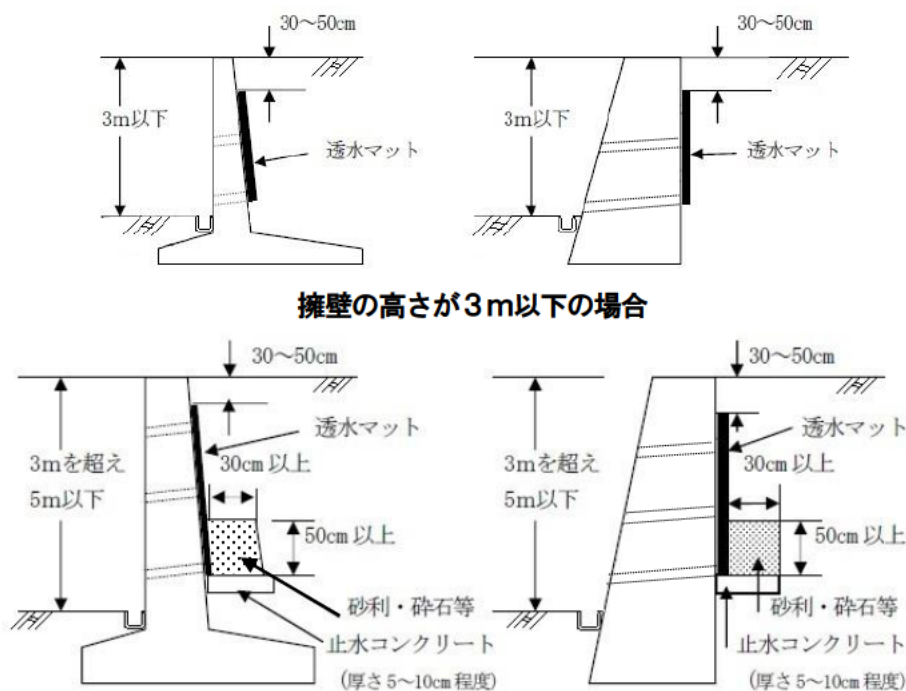 30～50cm
30～50cm
3m以下
透水マット
3m以下
透水マット
擁壁の高さが３ｍ以下の場合
30～50cm
30～50cm
透水マット
透水マット
3mを超え
5m以下
30cm 以上
3mを超え
5m以下
30cm 以上
50cm 以上
50cm 以上
砂利・砕石等
砂利・砕石等
止水コンクリート
止水コンクリート
(厚さ 5～10cm 程度)
(厚さ 5～10cm 程度)